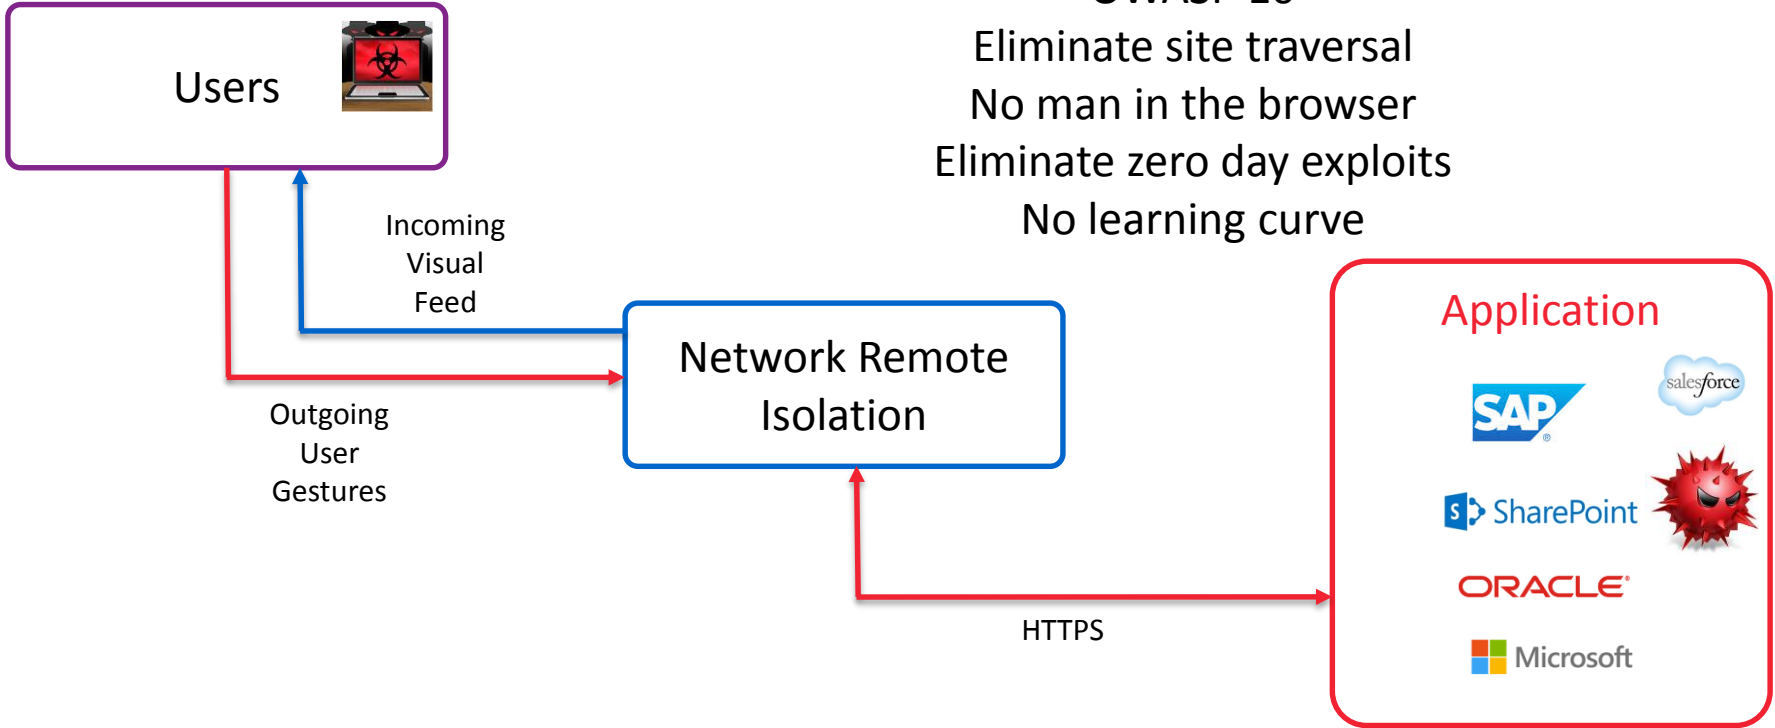 Users
Eliminate site traversal
No man in the browser
Eliminate zero day exploits
No learning curve
Incoming
Visual
Feed
Outgoing
User
Gestures
Network Remote
Isolation
HTTPS
Application
salesforce
SAP
S SharePoint
ORACLE
Microsoft